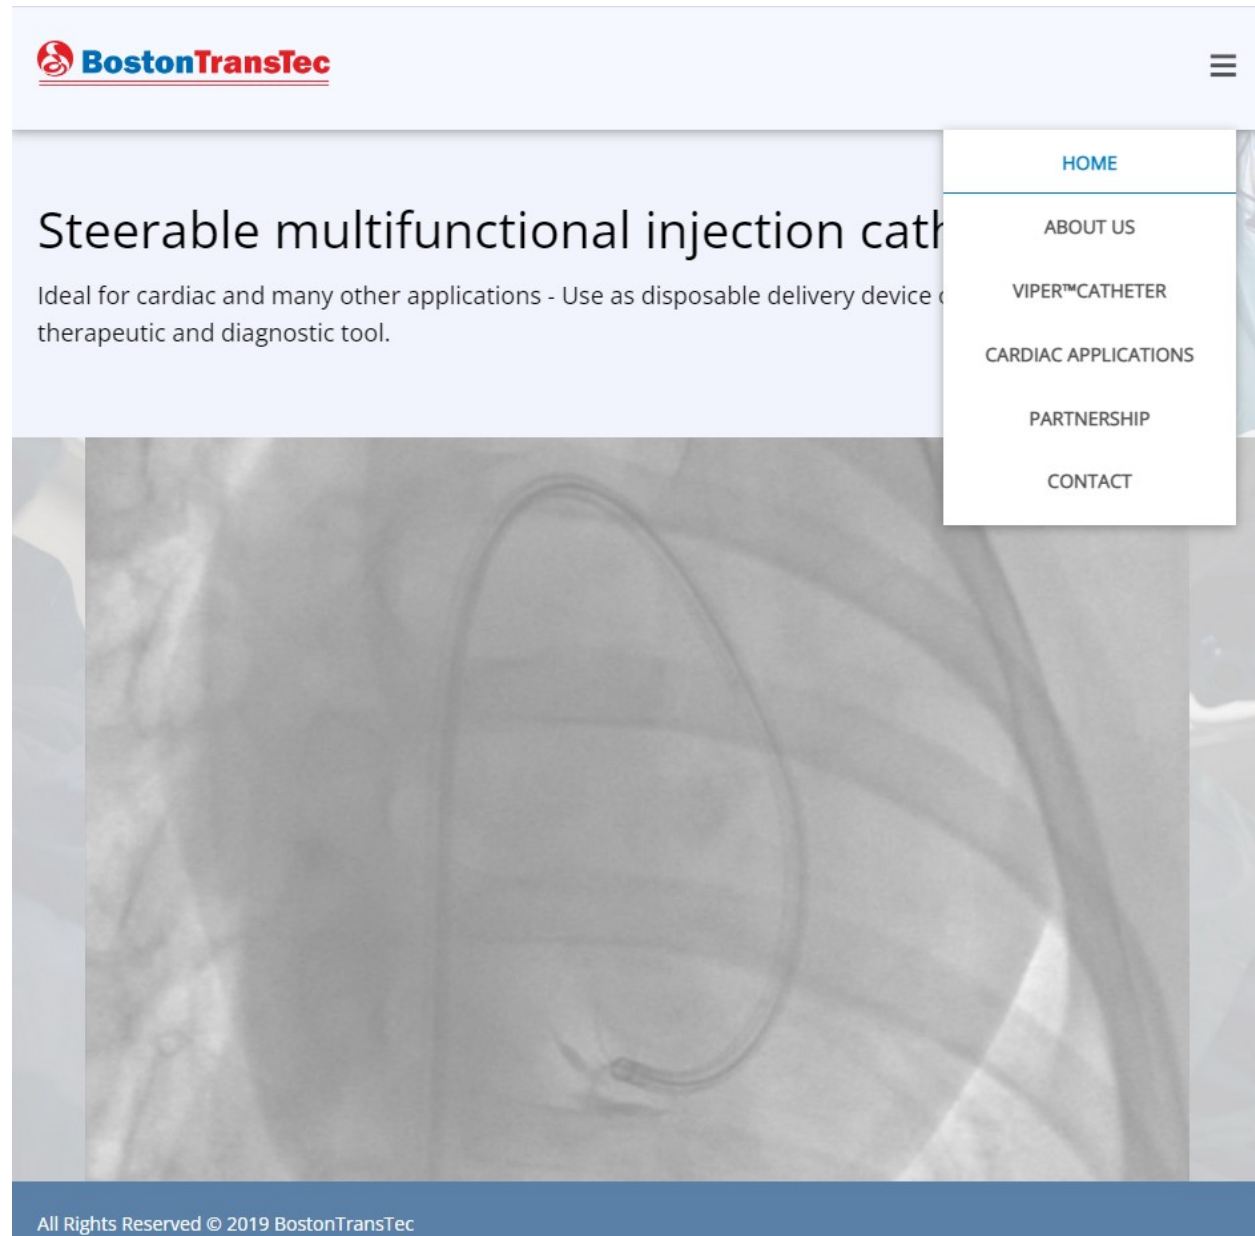 BostonTransTec
HOME
ABOUT US
VIPER™CATHETER
CARDIAC APPLICATIONS
PARTNERSHIP
CONTACT
Steerable multifunctional injection
Ideal for cardiac and many other applications - Use as disposable delivery device
therapeutic and diagnostic tool.
All Rights Reserved © 2019 BostonTransTec